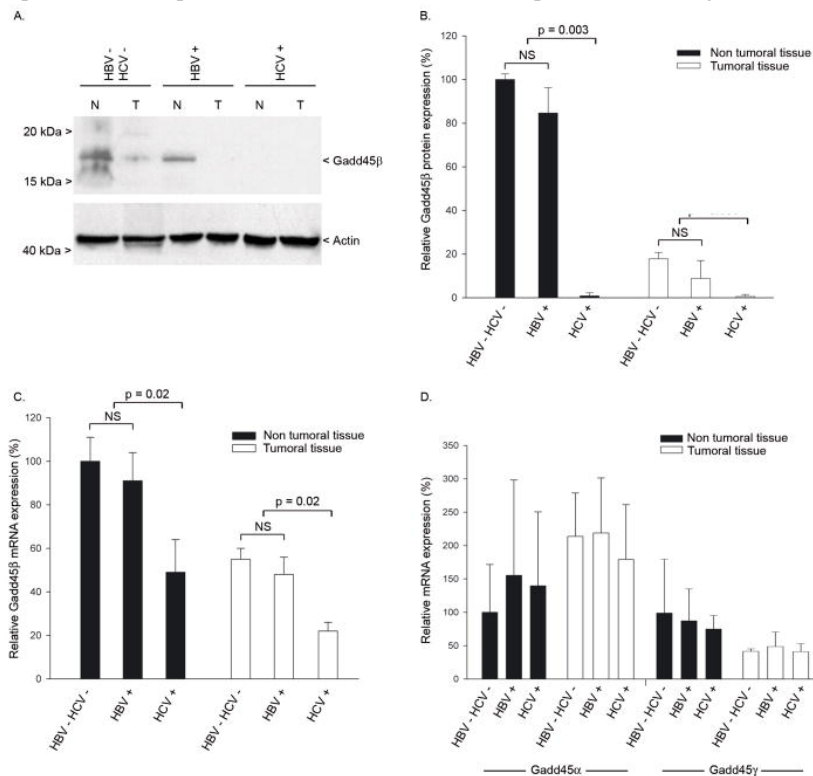 A.
HBV -
HCV -
HBV +
HCV +
N T N T N T
20 kDa >
< Gadd45β
15 kDa >
40 kDa >
< Actin
B.
p = 0.003
NS
Non tumoral tissue
Tumoral tissue
Relative Gadd45β protein expression (%)
120
100
80
60
40
20
0
NS
HBV - HCV -
HBV +
HCV +
HBV - HCV -
HBV +
HCV +
C.
p = 0.02
NS
Non tumoral tissue
Tumoral tissue
p = 0.02
NS
Relative Gadd45β mRNA expression (%)
120
100
80
60
40
20
0
HBV - HCV -
HBV +
HCV +
HBV - HCV -
HBV +
HCV +
D.
Non tumoral tissue
Tumoral tissue
Relative mRNA expression (%)
350
300
250
200
150
100
50
0
HBV - HCV -
HBV +
HCV +
HBV - HCV -
HBV +
HCV +
HBV - HCV -
HBV +
HCV +
HBV - HCV -
HBV +
HCV +
Gadd45α
Gadd45γ